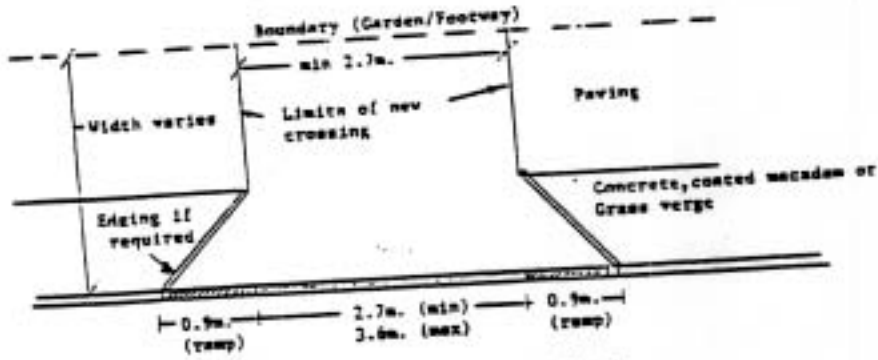 Boundary (Garden/Footway)
min 2.7m.
Width varies
Limits of new
crossing
Paving
Edging if
required
Concrete, coated macadam or
Grass verge
0.9m.
(ramp)
2.7m. (min)
3.6m. (max)
0.9m.
(ramp)